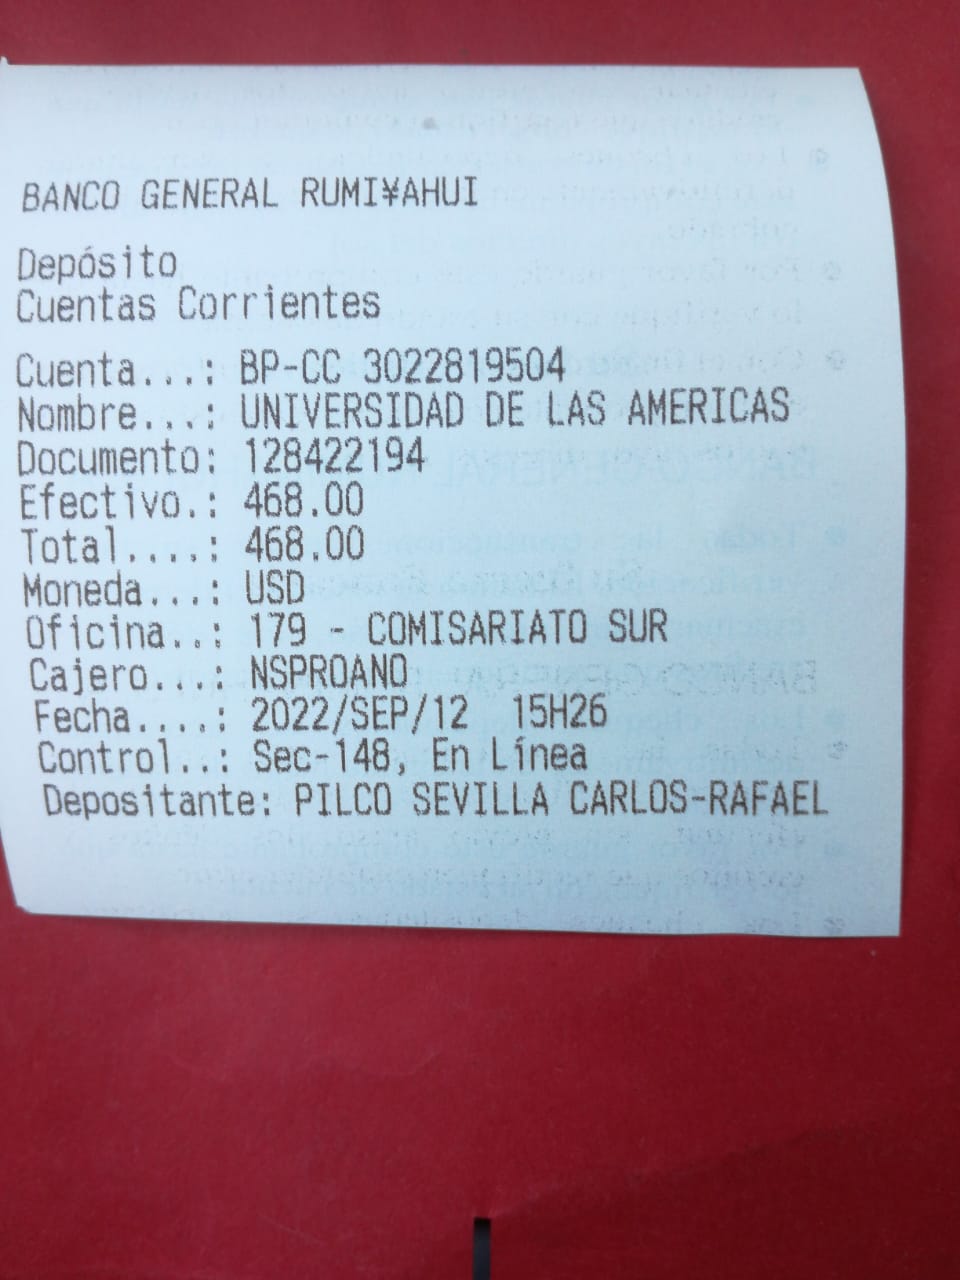 BANCO GENERAL RUMI¥AHUI
Depósito
Cuentas Corrientes
Cuenta...: BP-CC 3022819504
Nombre...: UNIVERSIDAD DE LAS AMERICAS
Documento: 128422194
Efectivo.: 468.00
Total....: 468.00
Moneda...: USD
Oficina..: 179 - COMISARIATO SUR
Cajero...: NSPROANO
Fecha....: 2022/SEP/12 15H26
Control..: Sec-148, En Línea
Depositante: PILCO SEVILLA CARLOS-RAFAEL